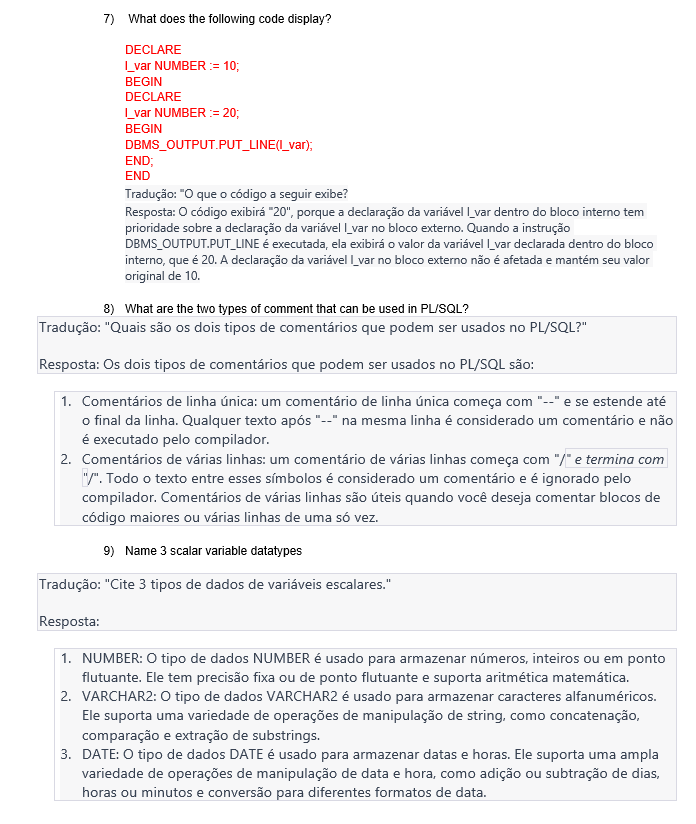 7) What does the following code display?
DECLARE
l_var NUMBER := 10;
BEGIN
DECLARE
l_var NUMBER := 20;
BEGIN
DBMS_OUTPUT.PUT_LINE(l_var);
END;
END
Tradução: "O que o código a seguir exibe?
Resposta: O código exibirá "20", porque a declaração da variável l_var dentro do bloco interno tem
prioridade sobre a declaração da variável l_var no bloco externo. Quando a instrução
DBMS_OUTPUT.PUT_LINE é executada, ela exibirá o valor da variável l_var declarada dentro do bloco
interno, que é 20. A declaração da variável l_var no bloco externo não é afetada e mantém seu valor
original de 10.
8) What are the two types of comment that can be used in PL/SQL?
Tradução: "Quais são os dois tipos de comentários que podem ser usados no PL/SQL?"
Resposta: Os dois tipos de comentários que podem ser usados no PL/SQL são:
1. Comentários de linha única: um comentário de linha única começa com "--" e se estende até
o final da linha. Qualquer texto após "--" na mesma linha é considerado um comentário e não
é executado pelo compilador.
2. Comentários de várias linhas: um comentário de várias linhas começa com "/" e termina com
"/". Todo o texto entre esses símbolos é considerado um comentário e é ignorado pelo
compilador. Comentários de várias linhas são úteis quando você deseja comentar blocos de
código maiores ou várias linhas de uma só vez.
9) Name 3 scalar variable datatypes
Tradução: "Cite 3 tipos de dados de variáveis escalares."
Resposta:
1. NUMBER: O tipo de dados NUMBER é usado para armazenar números, inteiros ou em ponto
flutuante. Ele tem precisão fixa ou de ponto flutuante e suporta aritmética matemática.
2. VARCHAR2: O tipo de dados VARCHAR2 é usado para armazenar caracteres alfanuméricos.
Ele suporta uma variedade de operações de manipulação de string, como concatenação,
comparação e extração de substrings.
3. DATE: O tipo de dados DATE é usado para armazenar datas e horas. Ele suporta uma ampla
variedade de operações de manipulação de data e hora, como adição ou subtração de dias,
horas ou minutos e conversão para diferentes formatos de data.